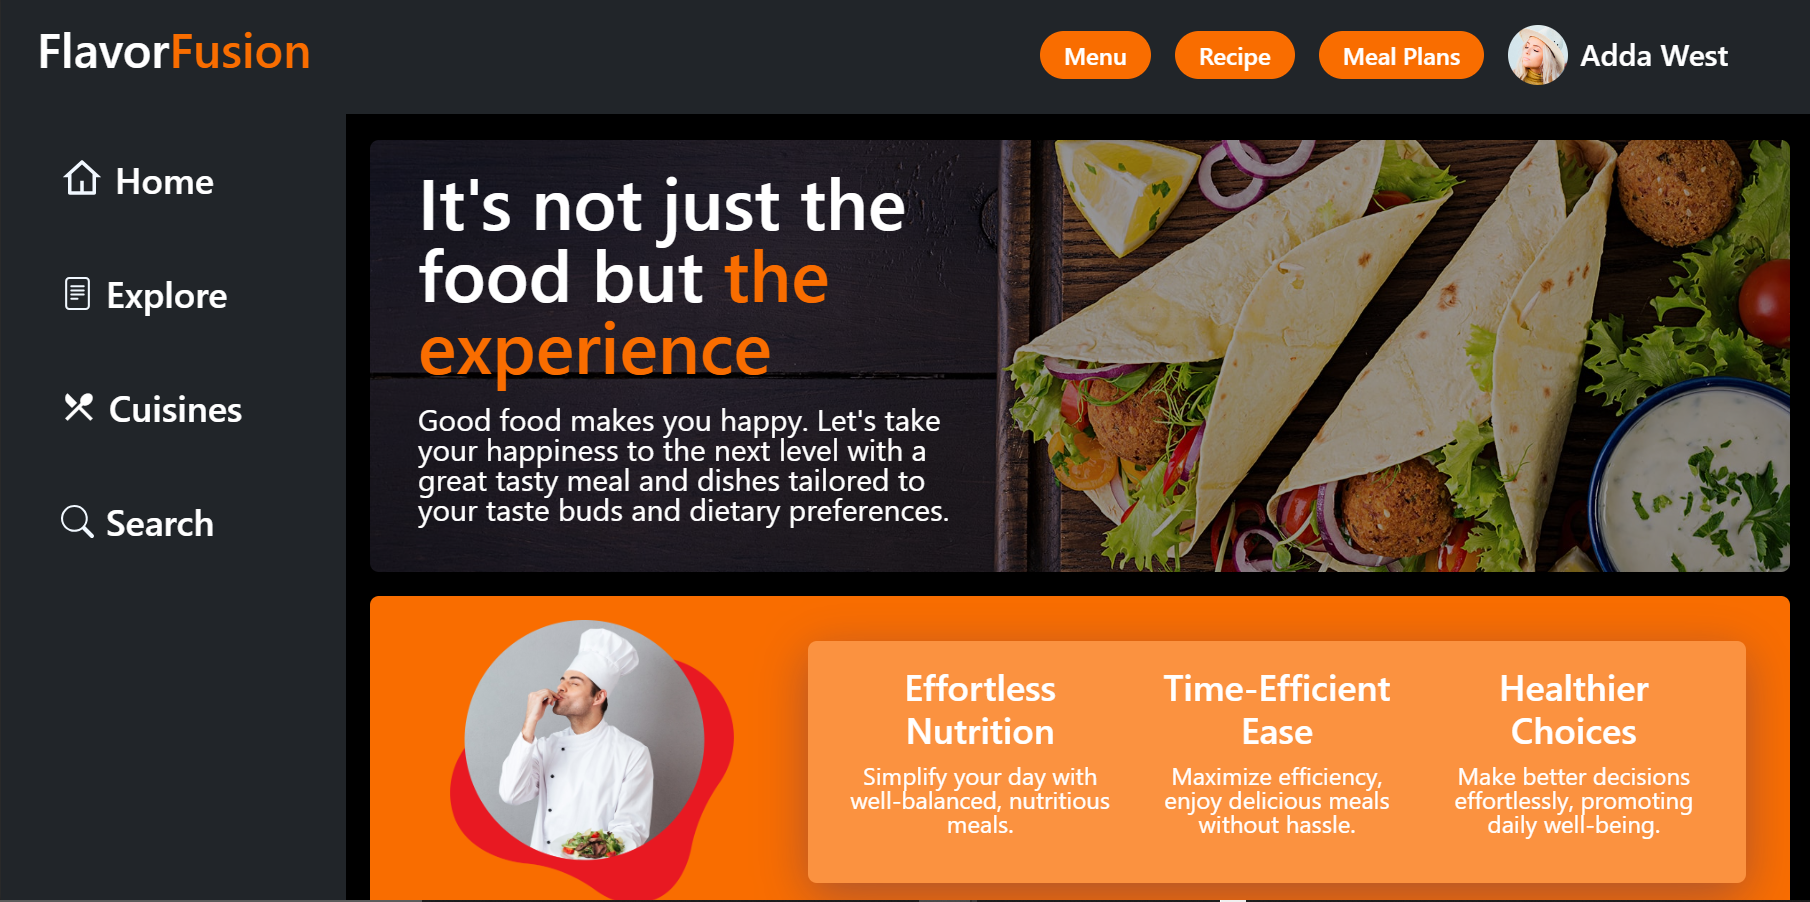 FlavorFusion
Menu
Recipe
Meal Plans
Adda West
Home
Explore
Cuisines
Search
It's not just the
food but the
experience
Good food makes you happy. Let's take
your happiness to the next level with a
great tasty meal and dishes tailored to
your taste buds and dietary preferences.
Effortless
Nutrition
Simplify your day with
well-balanced, nutritious
meals.
Time-Efficient
Ease
Maximize efficiency,
enjoy delicious meals
without hassle.
Healthier
Choices
Make better decisions
effortlessly, promoting
daily well-being.